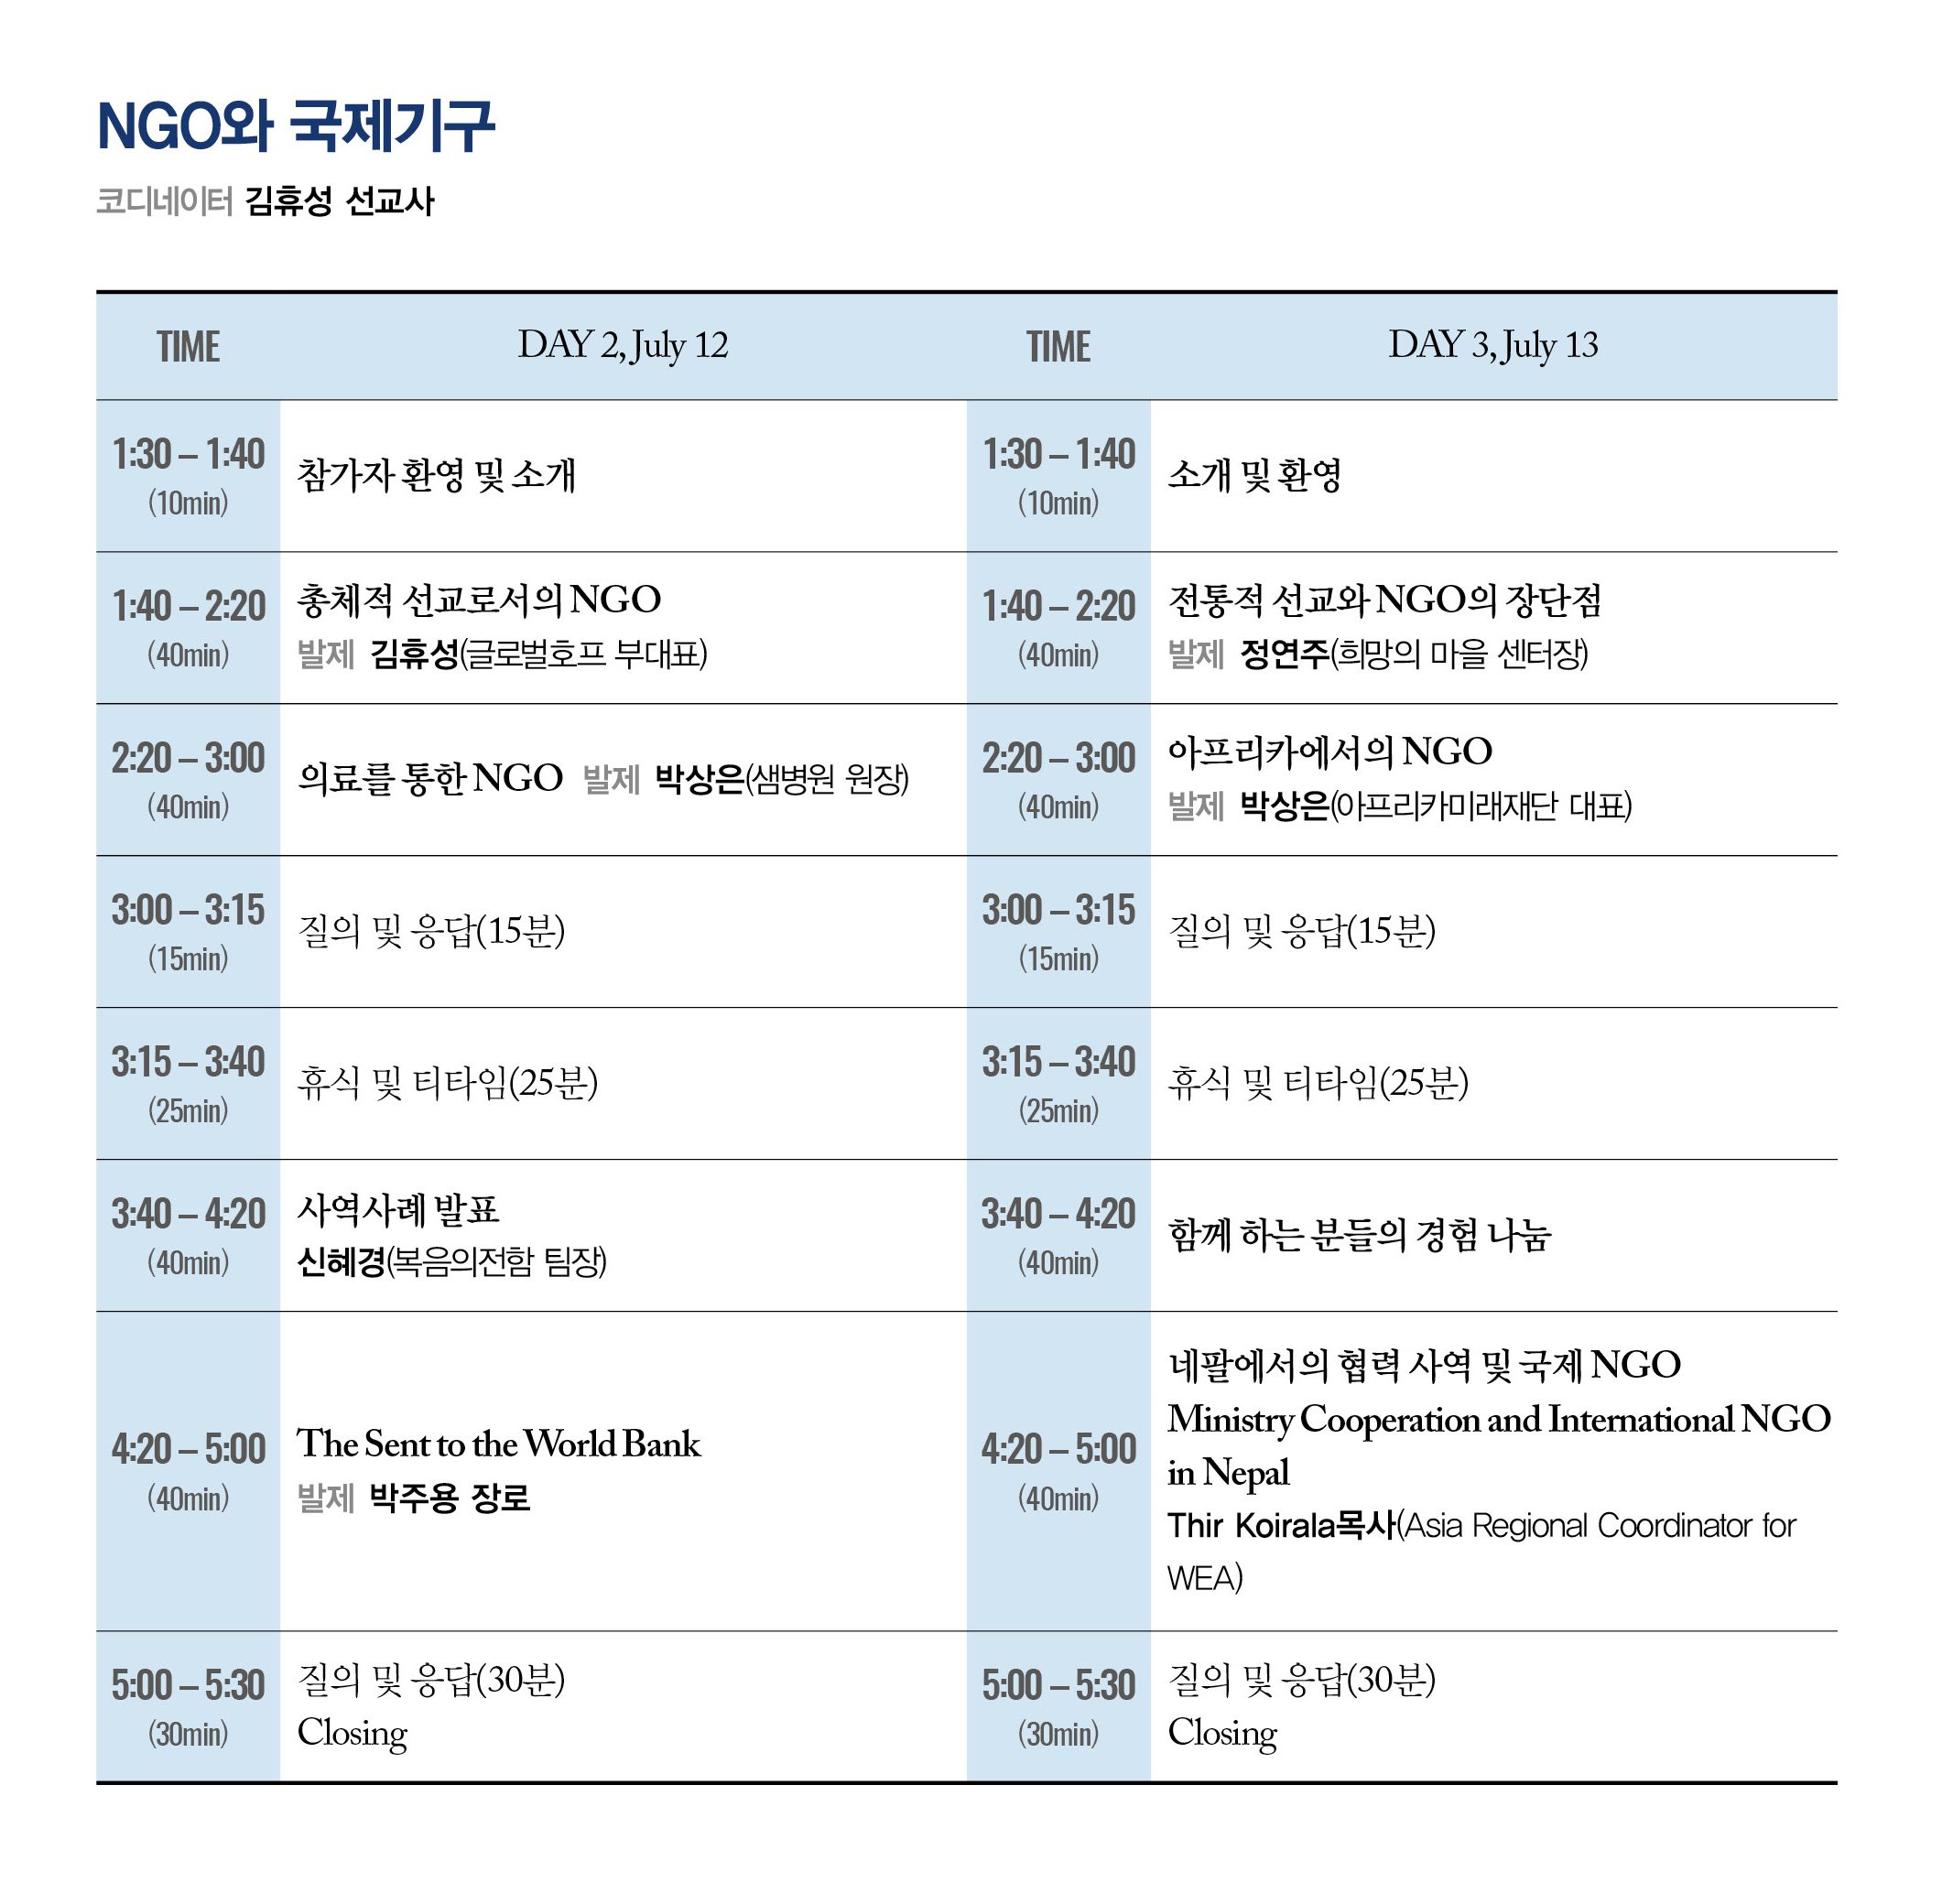 NGO와 국제기구
코디네이터 김휴성 선교사
TIME DAY 2, July 12 TIME DAY 3, July 13
1:30 – 1:40
(10min)
참가자 환영 및 소개
1:30 – 1:40
(10min)
소개 및 환영
1:40 – 2:20
(40min)
총체적 선교로서의 NGO
발제 김휴성(글로벌호프 부대표)
1:40 – 2:20
(40min)
전통적 선교와 NGO의 장단점
발제 정연주(희망의 마을 센터장)
2:20 – 3:00
(40min)
의료를 통한 NGO 발제 박상은(샘병원 원장)
2:20 – 3:00
(40min)
아프리카에서의 NGO
발제 박상은(아프리카미래재단 대표)
3:00 – 3:15
(15min)
질의 및 응답(15분)
3:00 – 3:15
(15min)
질의 및 응답(15분)
3:15 – 3:40
(25min)
휴식 및 티타임(25분)
3:15 – 3:40
(25min)
휴식 및 티타임(25분)
3:40 – 4:20
(40min)
사역사례 발표
신혜경(복음의전함 팀장)
3:40 – 4:20
(40min)
함께 하는 분들의 경험 나눔
4:20 – 5:00
(40min)
The Sent to the World Bank
발제 박주용 장로
4:20 – 5:00
(40min)
네팔에서의 협력 사역 및 국제 NGO
Ministry Cooperation and International NGO
in Nepal
Thir Koirala목사(Asia Regional Coordinator for
WEA)
5:00 – 5:30
(30min)
질의 및 응답(30분)
Closing
5:00 – 5:30
(30min)
질의 및 응답(30분)
Closing